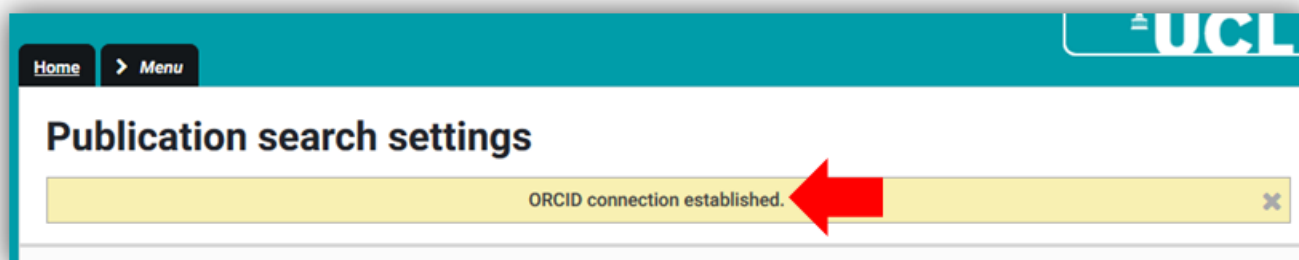 UCL
Home
Menu
Publication search settings
ORCID connection established.